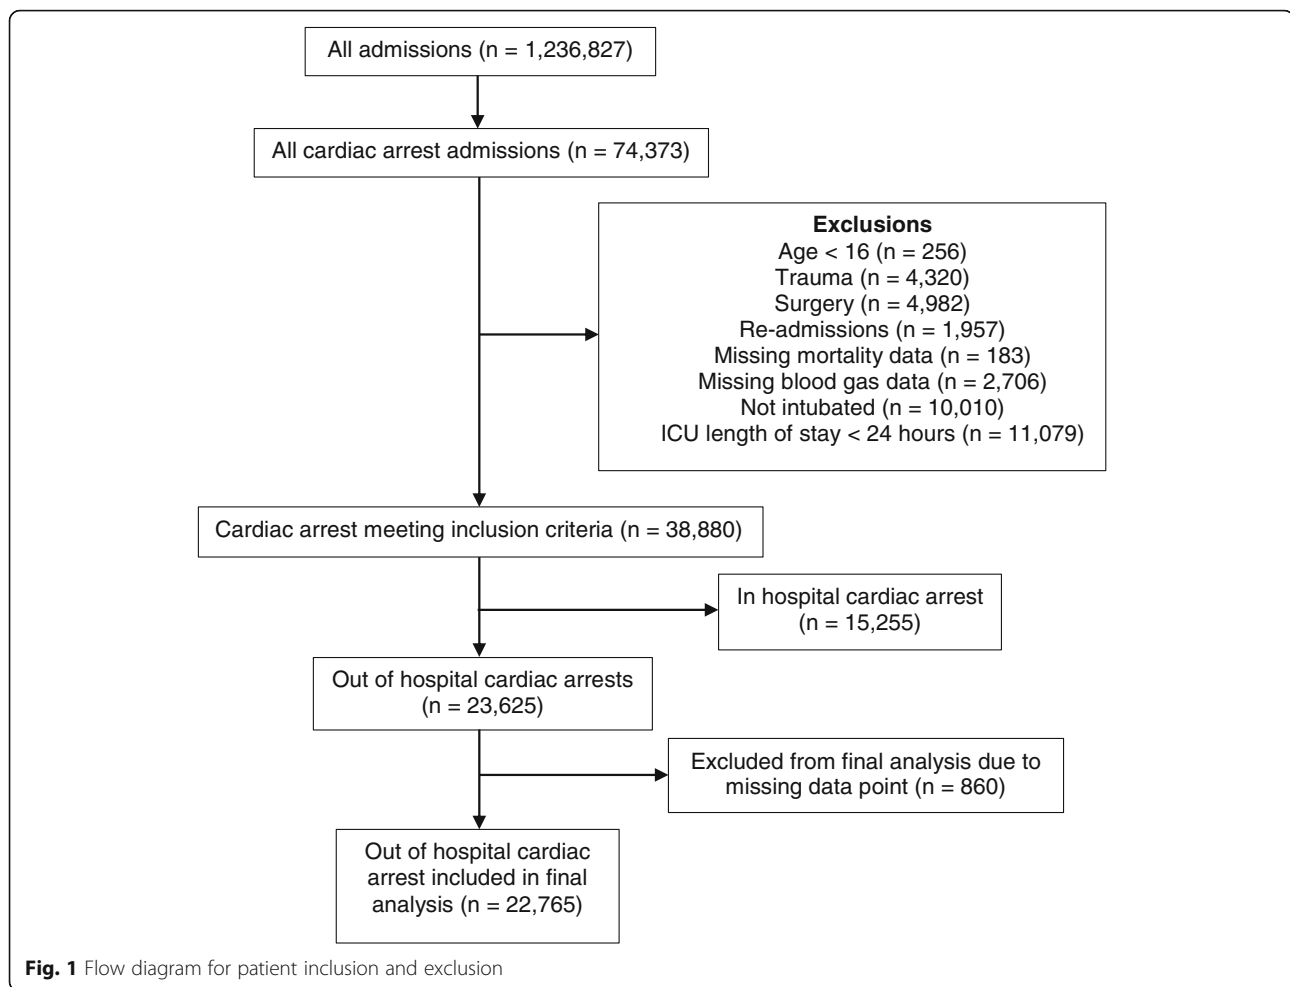 All admissions (n = 1,236,827)
All cardiac arrest admissions (n = 74,373)
Exclusions
Age < 16 (n = 256)
Trauma (n = 4,320)
Surgery (n = 4,982)
Re-admissions (n = 1,957)
Missing mortality data (n = 183)
Missing blood gas data (n = 2,706)
Not intubated (n = 10,010)
ICU length of stay < 24 hours (n = 11,079)
Cardiac arrest meeting inclusion criteria (n = 38,880)
In hospital cardiac arrest
(n = 15,255)
Out of hospital cardiac arrests
(n = 23,625)
Excluded from final analysis due to
missing data point (n = 860)
Out of hospital cardiac
arrest included in final
analysis (n = 22,765)
Fig. 1 Flow diagram for patient inclusion and exclusion